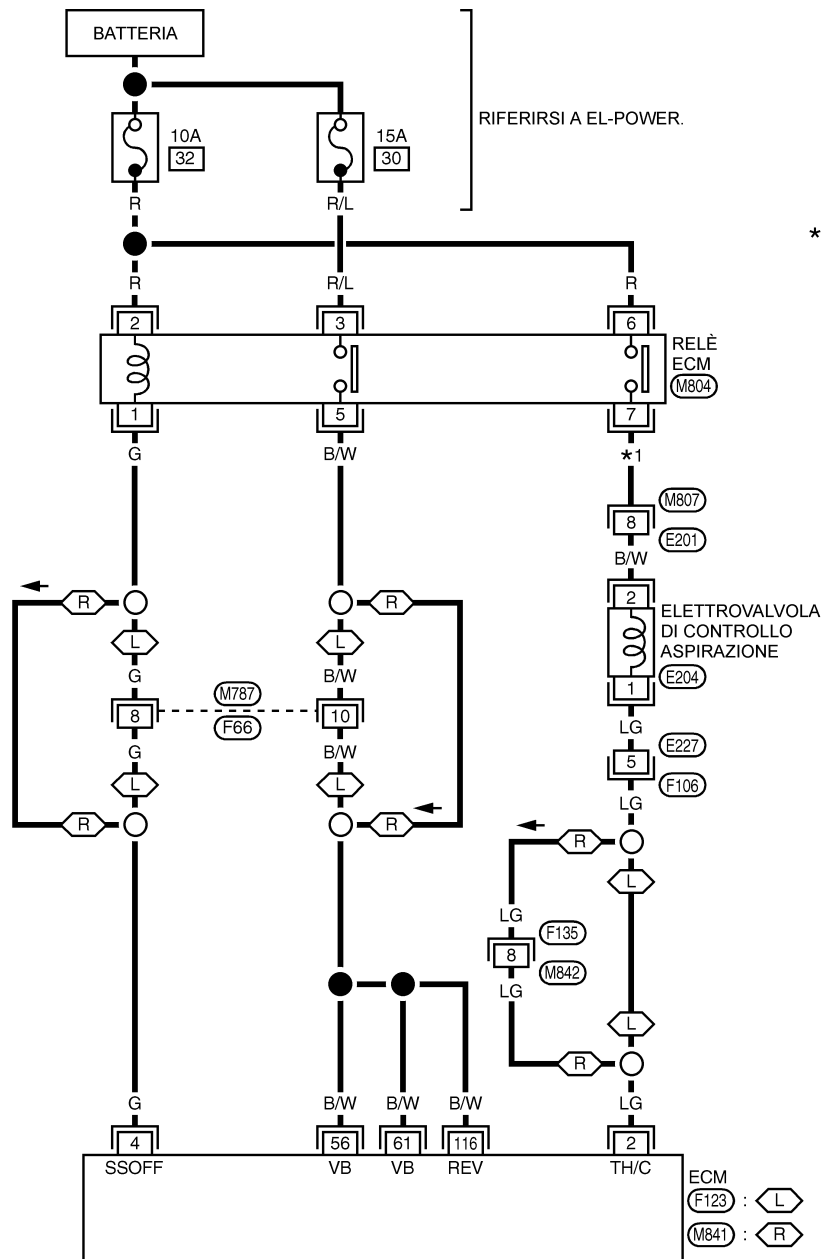 BATTERIA
10A
32
15A
30
RIFERIRSI A EL-POWER.
R
R/L
*
R
R/L
R
2
3
6
RELÈ
ECM
M804
1
5
7
G
B/W
*1
M807
8
E201
B/W
R
R
2
ELETTROVALVOLA
DI CONTROLLO
ASPIRAZIONE
L
L
G
B/W
1
E204
M787
8
10
F66
LG
G
B/W
E227
5
F106
L
L
LG
R
R
R
L
LG
F135
8
M842
LG
L
R
G
B/W
B/W
B/W
LG
4
56
61
116
2
SSOFF
VB
VB
REV
TH/C
ECM
F123 : L
M841 : R